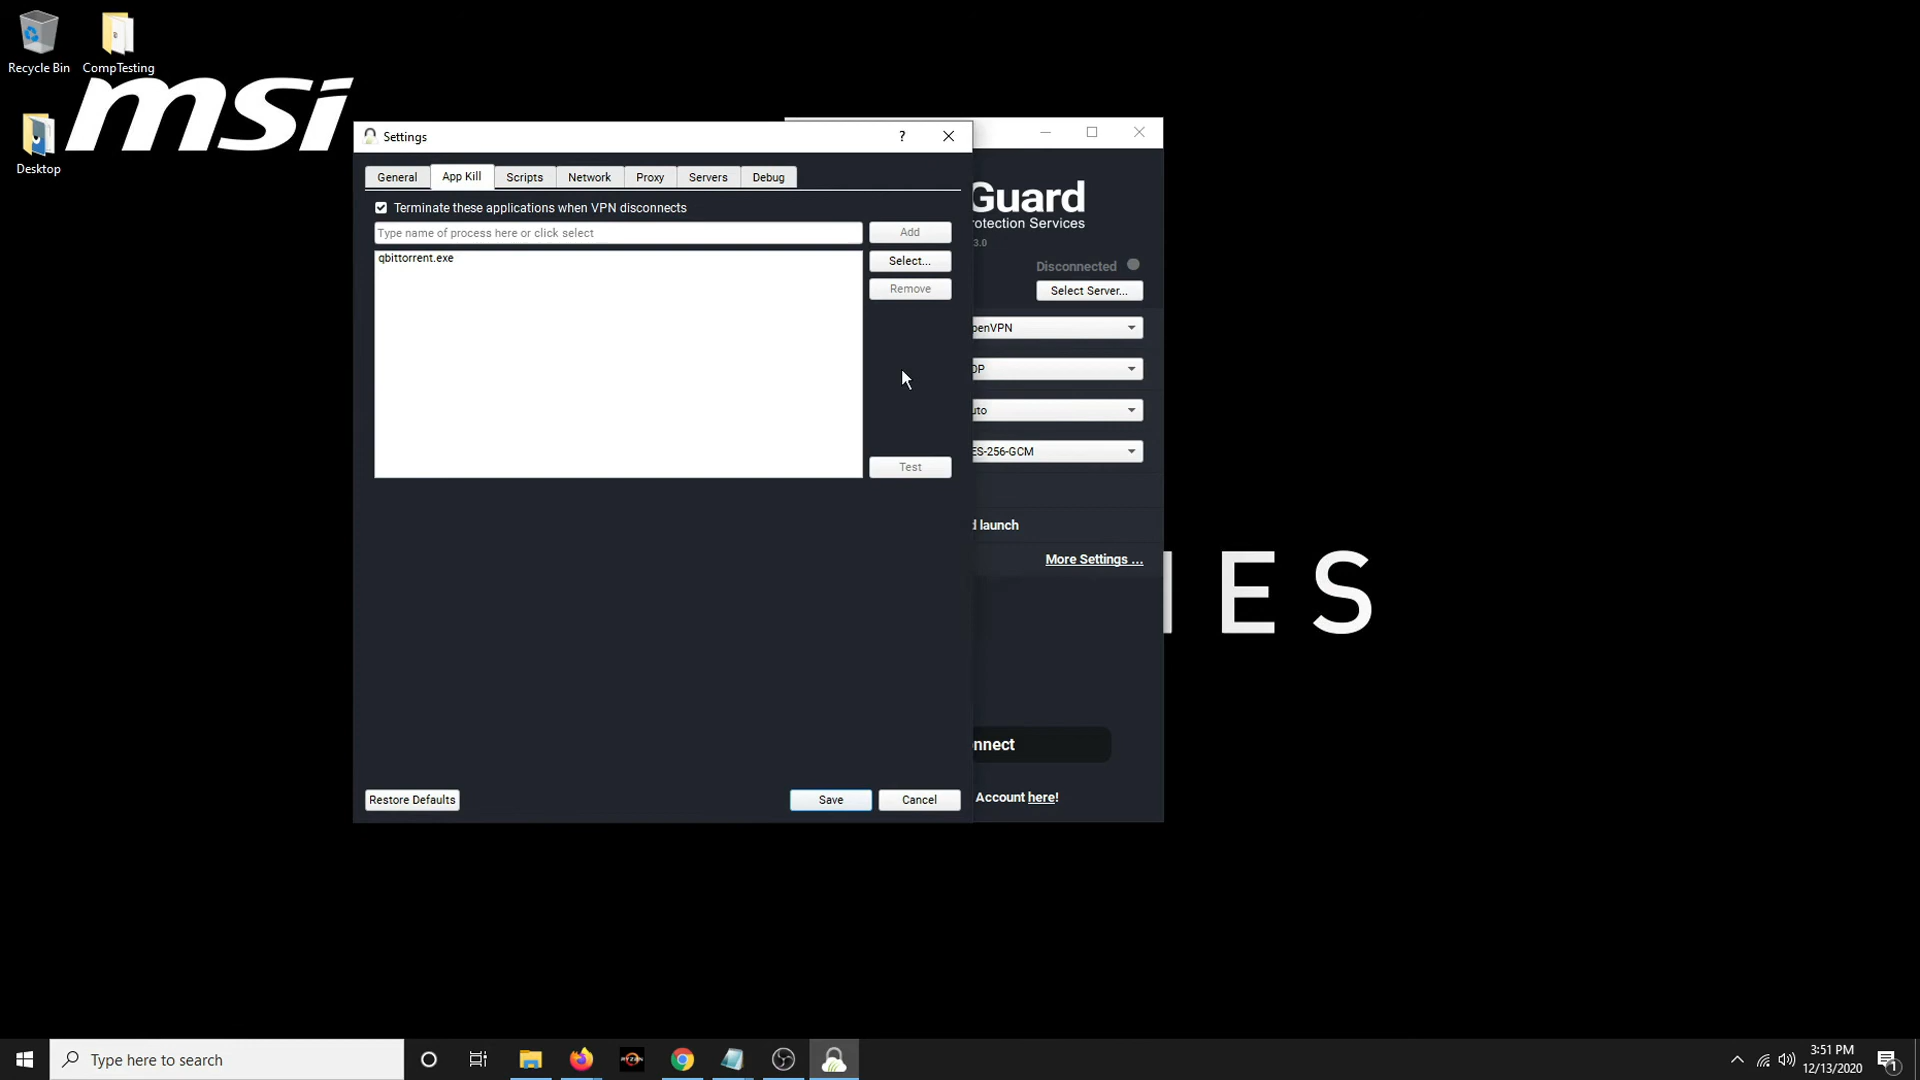 Recycle Bin
CompTesting
msi
Desktop
Settings
?
General
App Kill
Scripts
Network
Proxy
Servers
Debug
Terminate these applications when VPN disconnects
Type name of process here or click select
Add
qbittorrent.exe
Select...
Remove
Test
Restore Defaults
Save
Cancel
Guard
otection Services
3.0
Disconnected
Select Server...
penVPN
DP
uto
ES-256-GCM
d launch
More Settings ...
nnect
Account here!
I E S
Type here to search
RYZEN
3:51 PM
12/13/2020
1